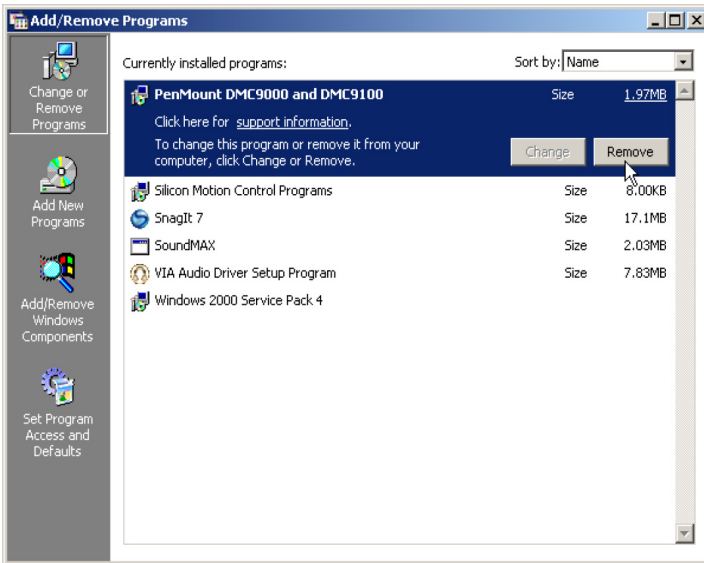 Add/Remove Programs
Change or
Remove
Programs
Add New
Programs
Add/Remove
Windows
Components
Set Program
Access and
Defaults
Currently installed programs:
Sort by: Name
PenMount DMC9000 and DMC9100 Size 1.97MB
Click here for support information.
To change this program or remove it from your
computer, click Change or Remove.
Change Remove
Silicon Motion Control Programs Size 8.00KB
SnagIt 7 Size 17.1MB
SoundMAX Size 2.03MB
VIA Audio Driver Setup Program Size 7.83MB
Windows 2000 Service Pack 4